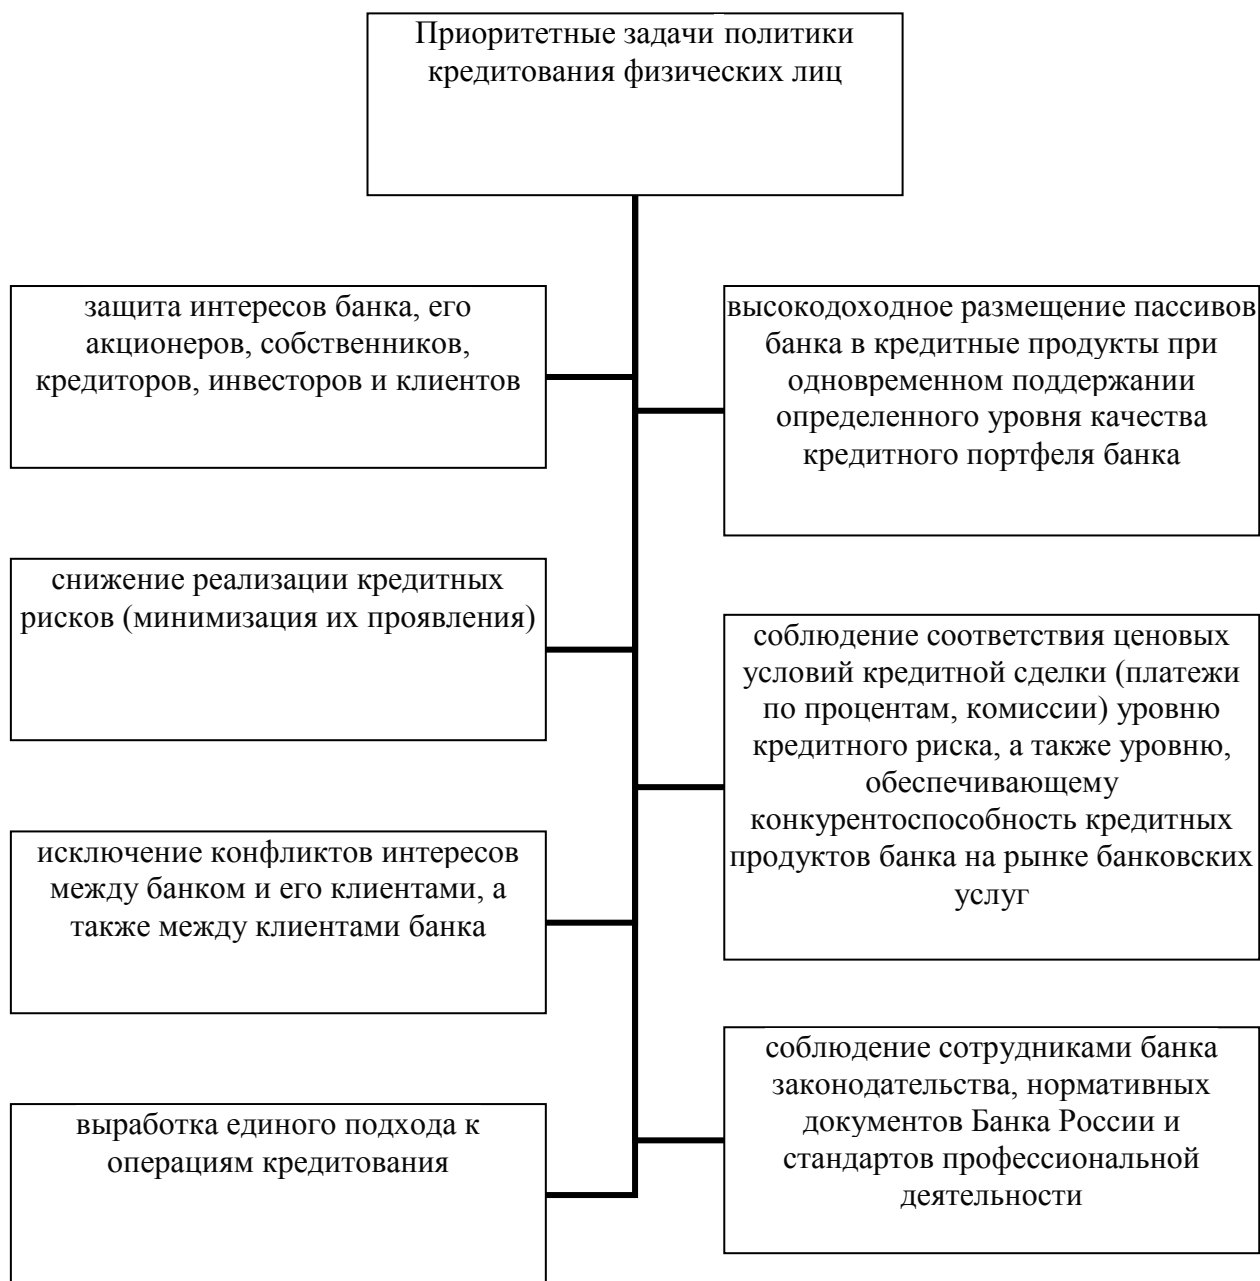 Приоритетные задачи политики
кредитования физических лиц
защита интересов банка, его
акционеров, собственников,
кредиторов, инвесторов и клиентов
высокодоходное размещение пассивов
банка в кредитные продукты при
одновременном поддержании
определенного уровня качества
кредитного портфеля банка
снижение реализации кредитных
рисков (минимизация их проявления)
соблюдение соответствия ценовых
условий кредитной сделки (платежи
по процентам, комиссии) уровню
кредитного риска, а также уровню,
обеспечивающему
конкурентоспособность кредитных
продуктов банка на рынке банковских
услуг
исключение конфликтов интересов
между банком и его клиентами, а
также между клиентами банка
соблюдение сотрудниками банка
законодательства, нормативных
документов Банка России и
стандартов профессиональной
деятельности
выработка единого подхода к
операциям кредитования